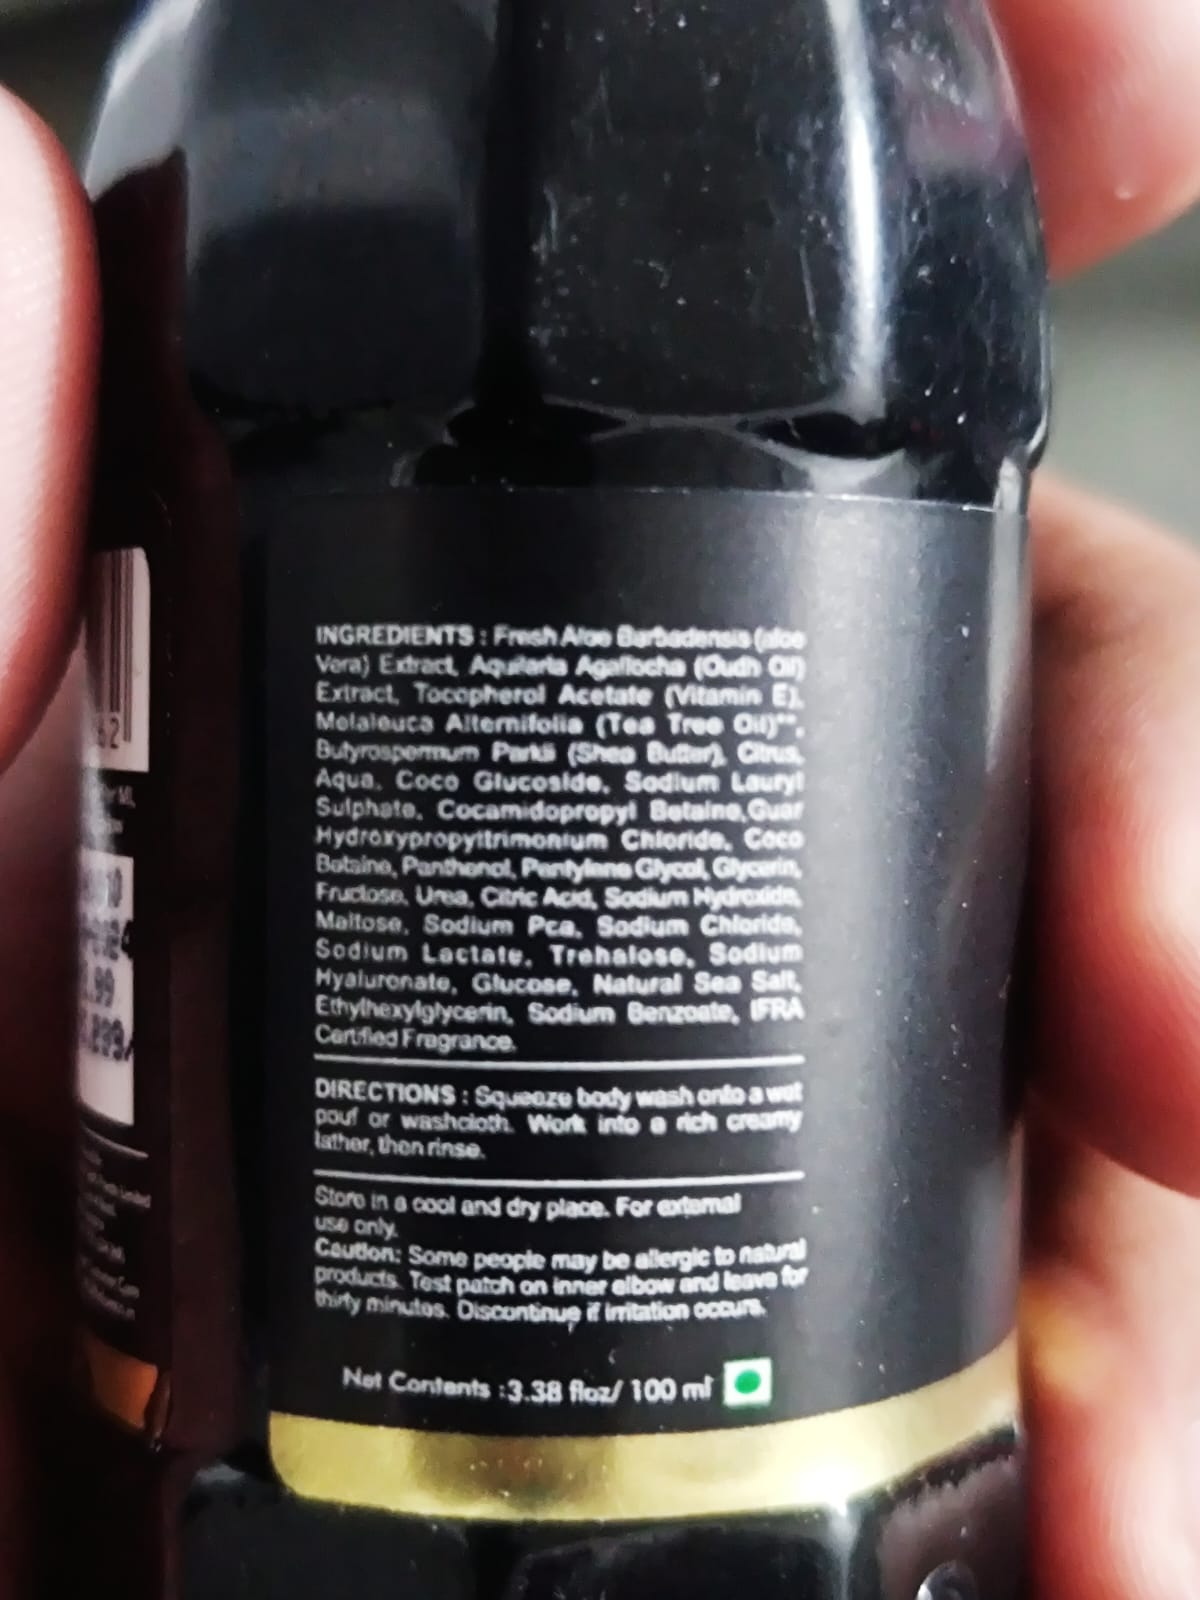 INGREDIENTS : Fresh Aloe Barbadensis (aloe
Vera) Extract, Aquilaria Agallocha (Oudh Oil)
Extract, Tocopherol Acetate (Vitamin E),
Melaleuca Alternifolia (Tea Tree Oil)**,
Butyrospermum Parkii (Shea Butter), Citrus,
Aqua, Coco Glucoside, Sodium Lauryl
Sulphate, Cocamidopropyl Betaine,Guar
Hydroxypropyltrimonium Chloride, Coco
Betaine, Panthenol, Pentylene Glycol, Glycerin,
Fructose, Urea, Citric Acid, Sodium Hydroxide,
Maltose, Sodium Pca, Sodium Chloride,
Sodium Lactate, Trehalose, Sodium
Hyaluronate, Glucose, Natural Sea Salt,
Ethylhexylglycerin, Sodium Benzoate, IFRA
Certified Fragrance.
DIRECTIONS : Squeeze body wash onto a wet
pouf or washcloth. Work into a rich creamy
lather, then rinse.
Store in a cool and dry place. For external
use only.
Caution: Some people may be allergic to natural
products. Test patch on inner elbow and leave for
thirty minutes. Discontinue if irritation occurs.
Net Contents :3.38 floz/ 100 ml